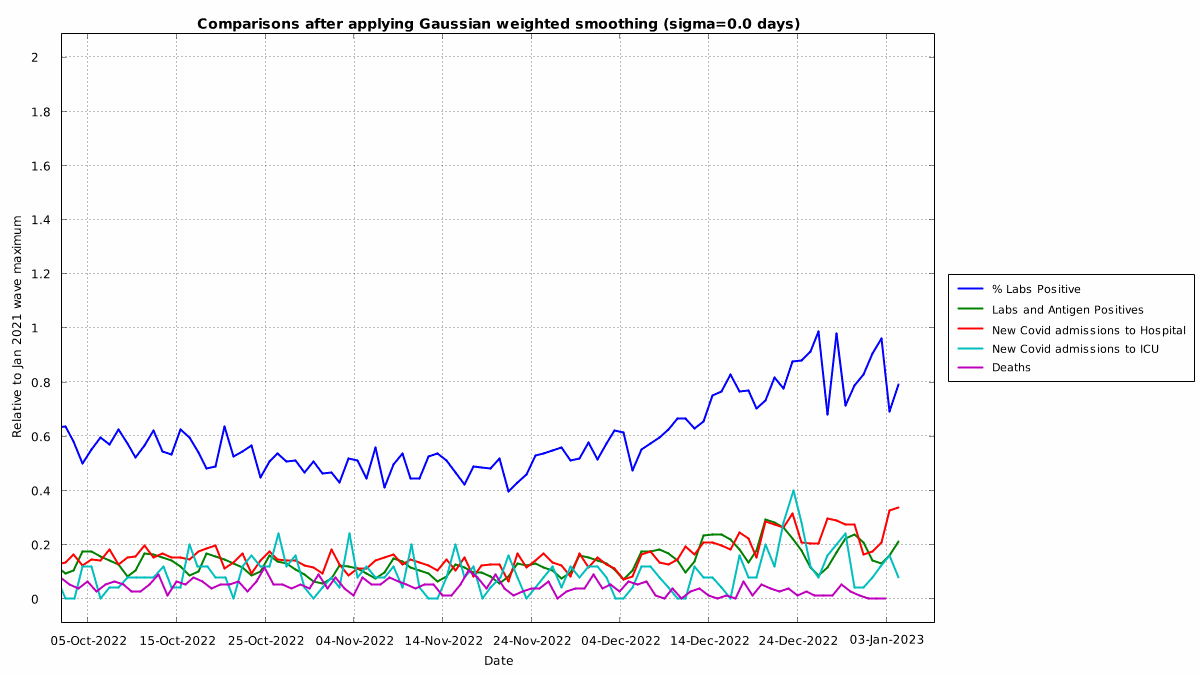 Comparisons after applying Gaussian weighted smoothing (sigma=0.0 days)
Relative to Jan 2021 wave maximum
2
1.8
1.6
1.4
1.2
1
0.8
0.6
0.4
0.2
0
05-Oct-2022 15-Oct-2022 25-Oct-2022 04-Nov-2022 14-Nov-2022 24-Nov-2022 04-Dec-2022 14-Dec-2022 24-Dec-2022 03-Jan-2023
Date
% Labs Positive
Labs and Antigen Positives
New Covid admissions to Hospital
New Covid admissions to ICU
Deaths